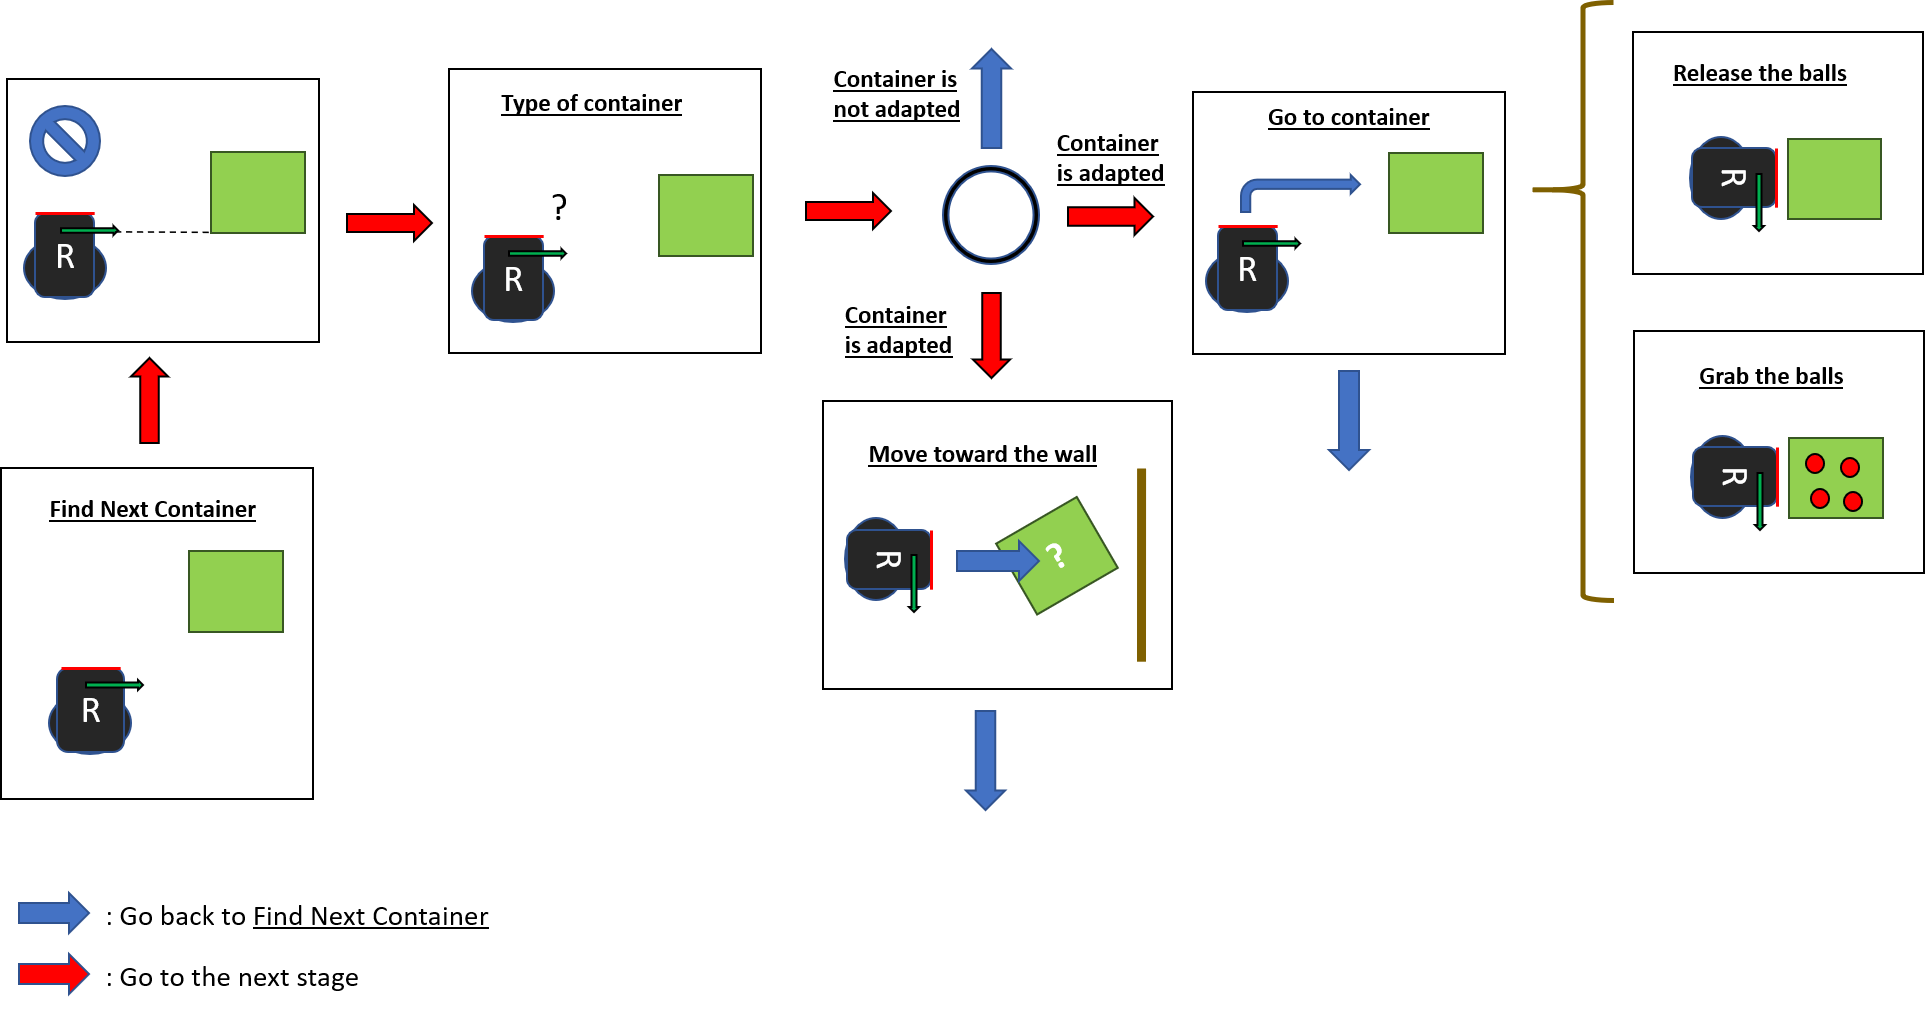 Type of container
?
R
R
Container is
not adapted
Container
is adapted
Go to container
R
Release the balls
R
Container
is adapted
Grab the balls
R
Move toward the wall
R
?
Find Next Container
R
: Go back to Find Next Container
: Go to the next stage